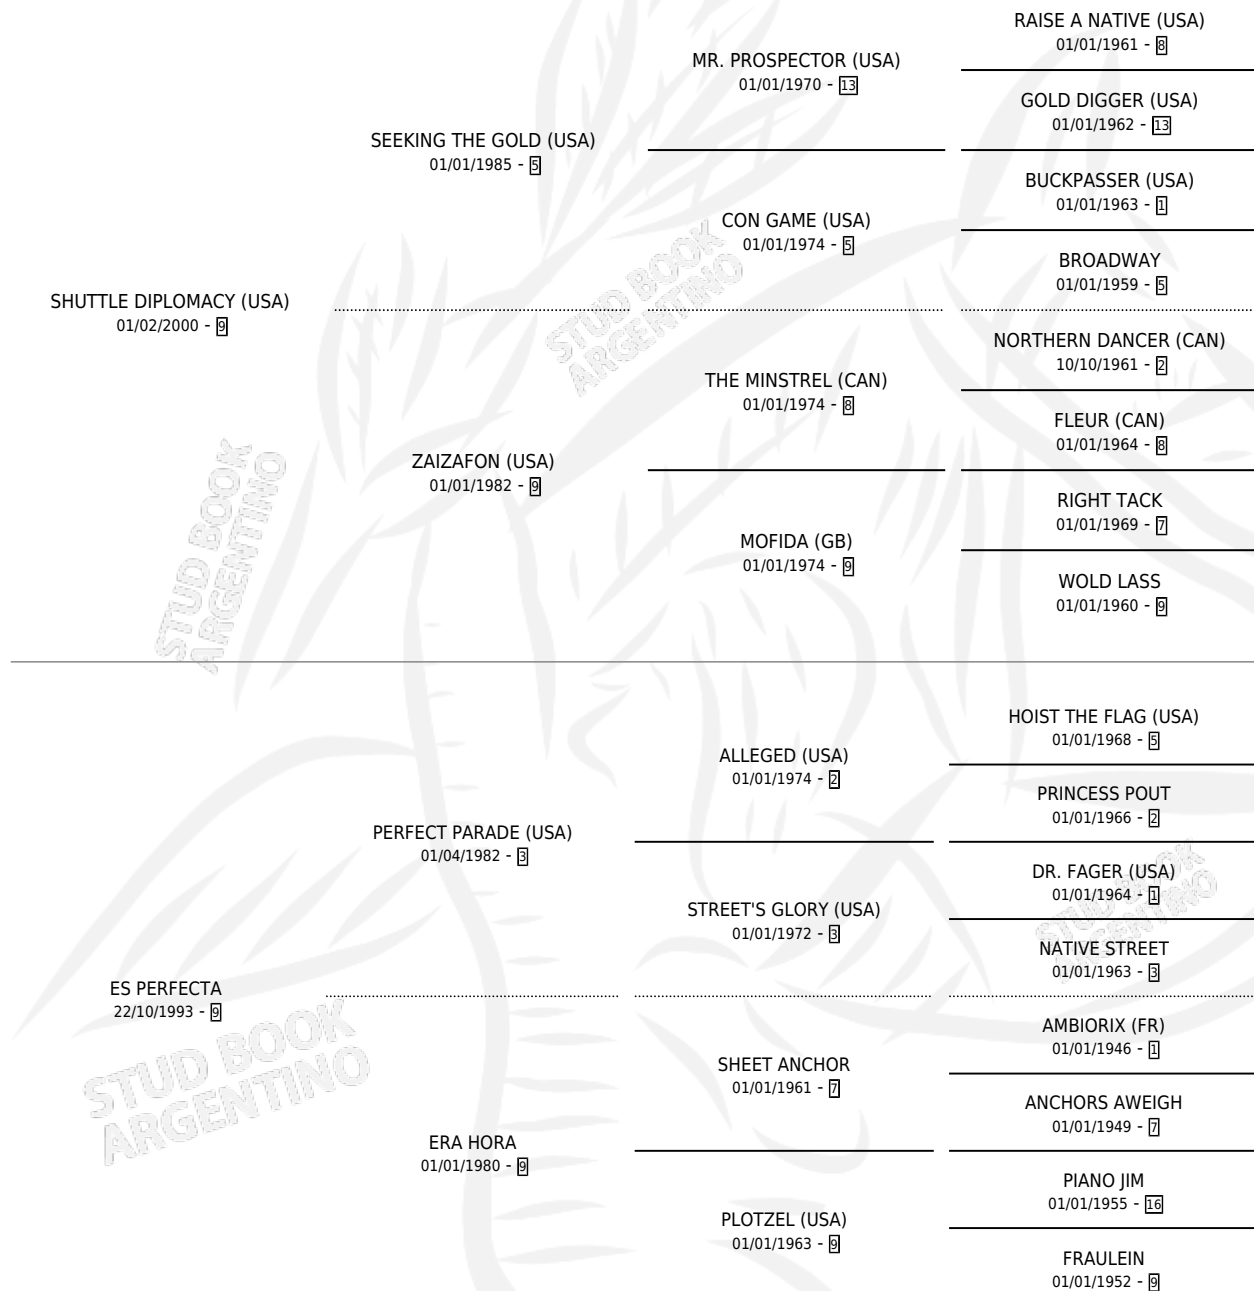 RAISE A NATIVE (USA)
01/01/1961 - 8
MR. PROSPECTOR (USA)
01/01/1970 - 13
GOLD DIGGER (USA)
01/01/1962 - 13
SEEKING THE GOLD (USA)
01/01/1985 - 5
BUCKPASSER (USA)
01/01/1963 - 1
CON GAME (USA)
01/01/1974 - 5
BROADWAY
01/01/1959 - 5
SHUTTLE DIPLOMACY (USA)
01/02/2000 - 9
NORTHERN DANCER (CAN)
10/10/1961 - 2
THE MINSTREL (CAN)
01/01/1974 - 8
FLEUR (CAN)
01/01/1964 - 8
ZAIZAFON (USA)
01/01/1982 - 9
RIGHT TACK
01/01/1969 - 7
MOFIDA (GB)
01/01/1974 - 9
WOLD LASS
01/01/1960 - 9
HOIST THE FLAG (USA)
01/01/1968 - 5
ALLEGED (USA)
01/01/1974 - 2
PRINCESS POUT
01/01/1966 - 2
PERFECT PARADE (USA)
01/04/1982 - 3
DR. FAGER (USA)
01/01/1964 - 1
STREET'S GLORY (USA)
01/01/1972 - 3
NATIVE STREET
01/01/1963 - 3
ES PERFECTA
22/10/1993 - 9
AMBIORIX (FR)
01/01/1946 - 1
SHEET ANCHOR
01/01/1961 - 7
ANCHORS AWEIGH
01/01/1949 - 7
ERA HORA
01/01/1980 - 9
PIANO JIM
01/01/1955 - 16
PLOTZEL (USA)
01/01/1963 - 9
FRAULEIN
01/01/1952 - 9
STUD BOOK
ARGENTINO
STUD BOOK
ARGENTINO
STUD BOOK
ARGENTINO
STUD BOOK
ARGENTINO